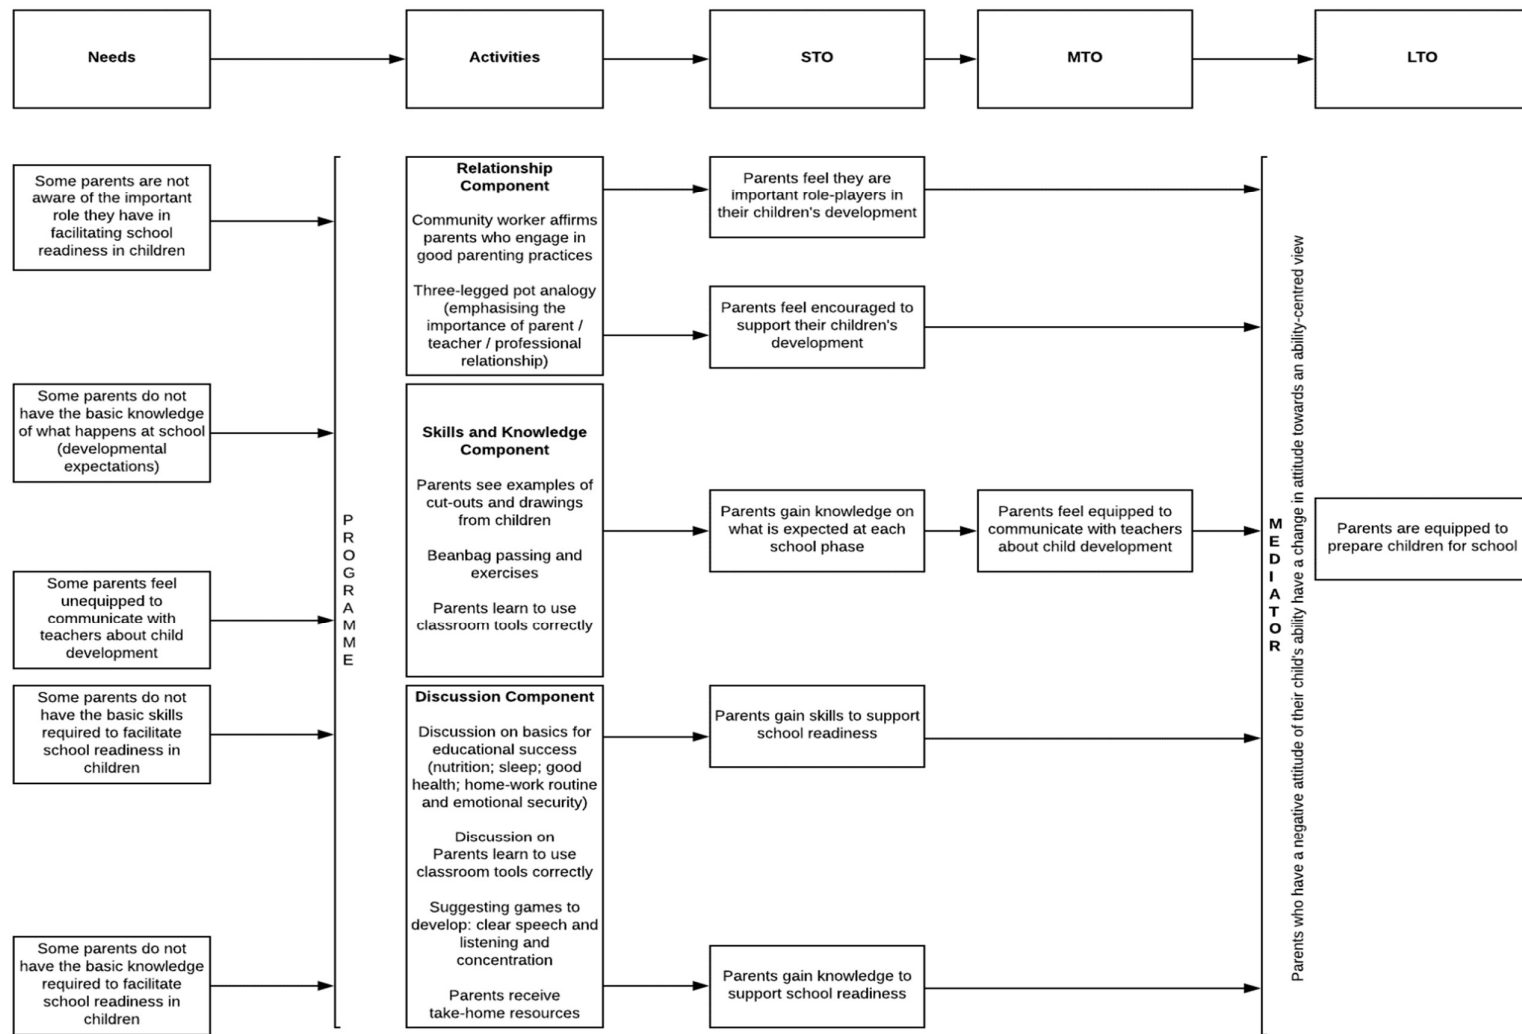 Needs
Activities
STO
MTO
LTO
Some parents are not
aware of the important
role they have in
facilitating school
readiness in children
Some parents do not
have the basic knowledge
of what happens at school
(developmental
expectations)
Some parents feel
unequipped to
communicate with
teachers about child
development
Some parents do not
have the basic skills
required to facilitate
school readiness in
children
Some parents do not
have the basic knowledge
required to facilitate
school readiness in
children
PROGRAMME
Relationship
Component
Community worker affirms
parents who engage in
good parenting practices
Three-legged pot analogy
(emphasising the
importance of parent /
teacher / professional
relationship)
Skills and Knowledge
Component
Parents see examples of
cut-outs and drawings
from children
Beanbag passing and
exercises
Parents learn to use
classroom tools correctly
Discussion Component
Discussion on basics for
educational success
(nutrition; sleep; good
health; home-work routine
and emotional security)
Discussion on
Parents learn to use
classroom tools correctly
Suggesting games to
develop: clear speech and
listening and
concentration
Parents receive
take-home resources
Parents feel they are
important role-players in
their children's development
Parents feel encouraged to
support their children's
development
Parents gain knowledge on
what is expected at each
school phase
Parents gain skills to support
school readiness
Parents gain knowledge to
support school readiness
Parents feel equipped to
communicate with teachers
about child development
MEDIATOR
Parents who have a negative attitude of their child's ability have a change in attitude towards an ability-centred view
Parents are equipped to
prepare children for school